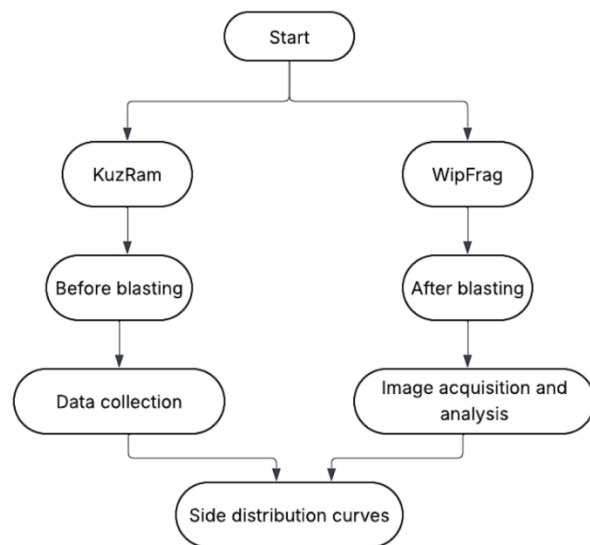 Start
KuzRam
WipFrag
Before blasting
After blasting
Data collection
Image acquisition and
analysis
Side distribution curves